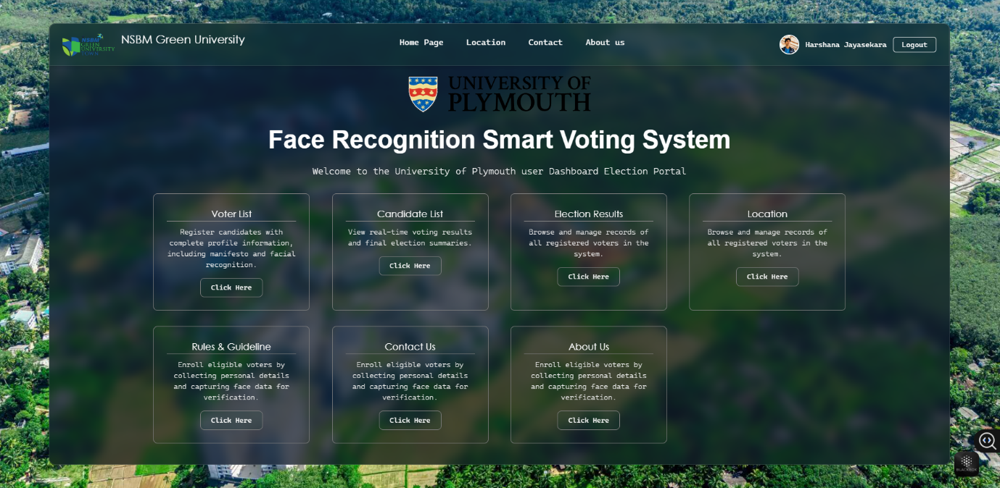 NSBM
GREEN
UNIVERSITY
TOWN
NSBM Green University
Home Page Location Contact About us
Harshana Jayasekara Logout
UNIVERSITY OF
PLYMOUTH
Face Recognition Smart Voting System
Welcome to the University of Plymouth user Dashboard Election Portal
Voter List
Register candidates with
complete profile information,
including manifesto and facial
recognition.
Click Here
Candidate List
View real-time voting results
and final election summaries.
Click Here
Election Results
Browse and manage records of
all registered voters in the
system.
Click Here
Location
Browse and manage records of
all registered voters in the
system.
Click Here
Rules & Guideline
Enroll eligible voters by
collecting personal details
and capturing face data for
verification.
Click Here
Contact Us
Enroll eligible voters by
collecting personal details
and capturing face data for
verification.
Click Here
About Us
Enroll eligible voters by
collecting personal details
and capturing face data for
verification.
Click Here
BLACKBOX